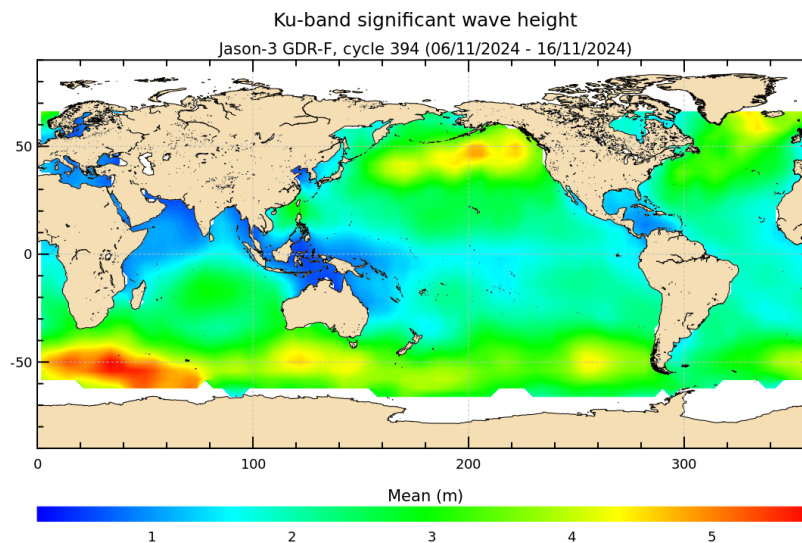 Ku-band significant wave height
Jason-3 GDR-F, cycle 394 (06/11/2024 - 16/11/2024)
50
0
-50
0 100 200 300
Mean (m)
1 2 3 4 5